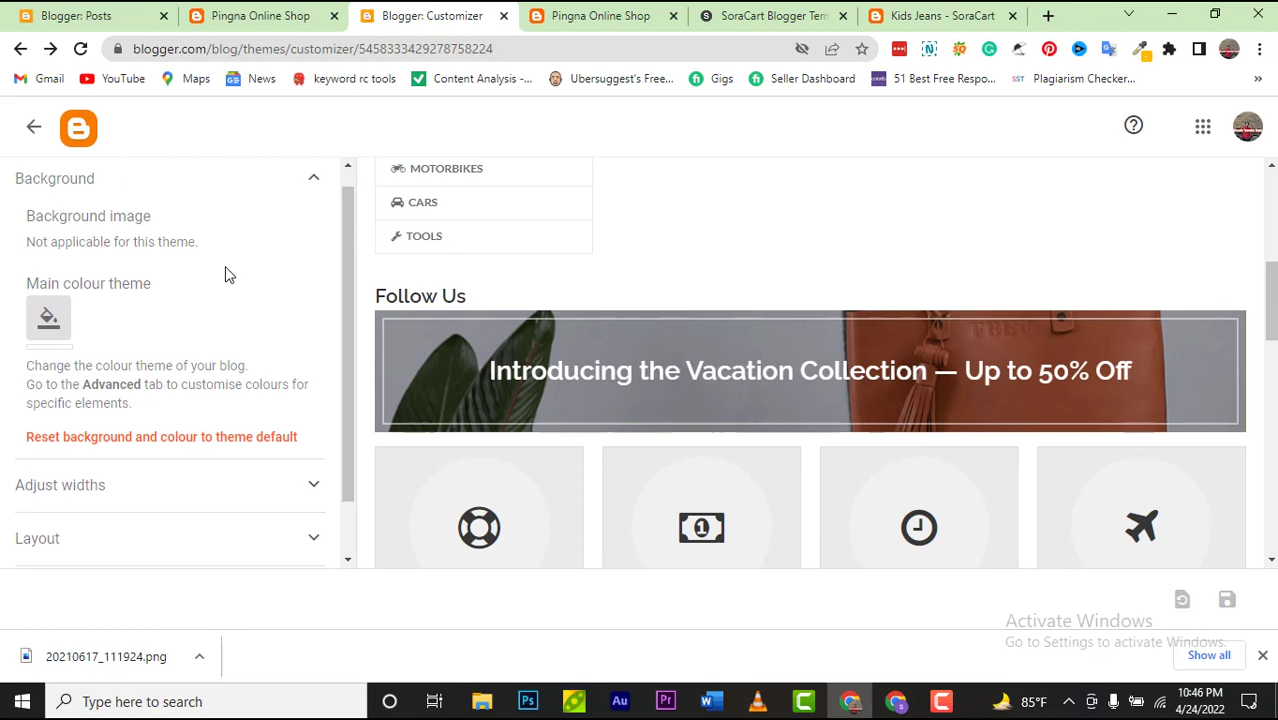 Blogger: Posts
Pingna Online Shop
Blogger: Customizer
Pingna Online Shop
SoraCart Blogger Tem
Kids Jeans - SoraCart
blogger.com/blog/themes/customizer/5458333429278758224
Gmail
YouTube
Maps
News
keyword rc tools
Content Analysis -...
Ubersuggest's Free...
Gigs
Seller Dashboard
51 Best Free Respo...
Plagiarism Checker...
Background
Background image
Not applicable for this theme.
Main colour theme
Change the colour theme of your blog.
Go to the Advanced tab to customise colours for
specific elements.
Reset background and colour to theme default
Adjust widths
Layout
MOTORBIKES
CARS
TOOLS
Follow Us
Introducing the Vacation Collection — Up to 50% Off
Activate Windows
Go to Settings to activate Windows.
20210617_111924.png
Show all
Type here to search
85°F
10:46 PM
4/24/2022